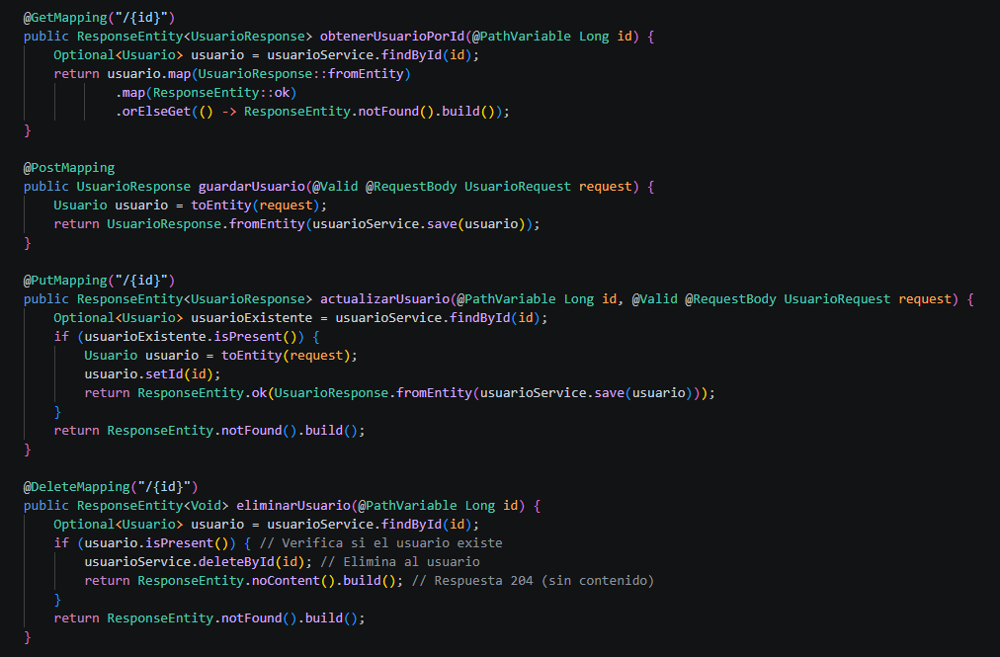 @GetMapping("/{id}")
public ResponseEntity<UsuarioResponse> obtenerUsuarioPorId(@PathVariable Long id) {
    Optional<Usuario> usuario = usuarioService.findById(id);
    return usuario.map(UsuarioResponse::fromEntity)
            .map(ResponseEntity::ok)
            .orElseGet(() -> ResponseEntity.notFound().build());
}

@PostMapping
public UsuarioResponse guardarUsuario(@Valid @RequestBody UsuarioRequest request) {
    Usuario usuario = toEntity(request);
    return UsuarioResponse.fromEntity(usuarioService.save(usuario));
}

@PutMapping("/{id}")
public ResponseEntity<UsuarioResponse> actualizarUsuario(@PathVariable Long id, @Valid @RequestBody UsuarioRequest request) {
    Optional<Usuario> usuarioExistente = usuarioService.findById(id);
    if (usuarioExistente.isPresent()) {
        Usuario usuario = toEntity(request);
        usuario.setId(id);
        return ResponseEntity.ok(UsuarioResponse.fromEntity(usuarioService.save(usuario)));
    }
    return ResponseEntity.notFound().build();
}

@DeleteMapping("/{id}")
public ResponseEntity<Void> eliminarUsuario(@PathVariable Long id) {
    Optional<Usuario> usuario = usuarioService.findById(id);
    if (usuario.isPresent()) { // Verifica si el usuario existe
        usuarioService.deleteById(id); // Elimina al usuario
        return ResponseEntity.noContent().build(); // Respuesta 204 (sin contenido)
    }
    return ResponseEntity.notFound().build();
}